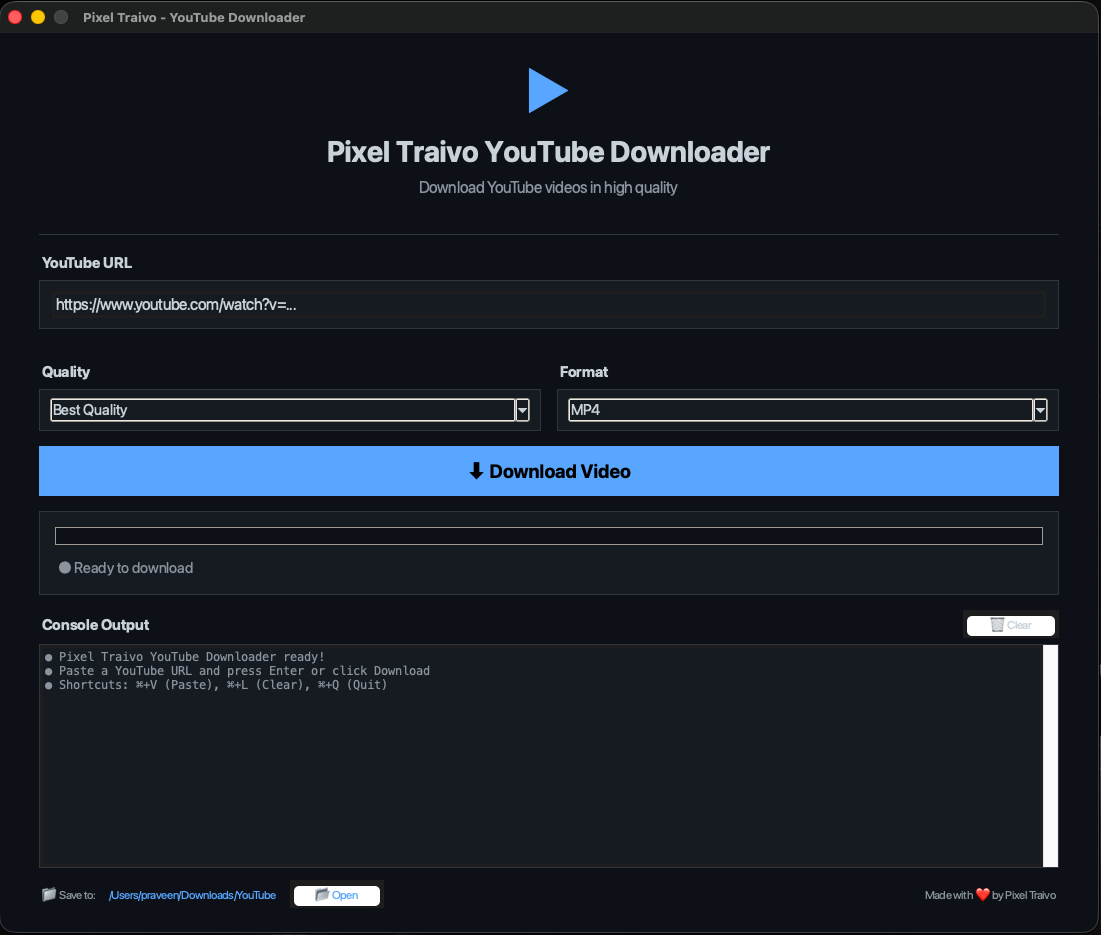 Pixel Traivo - YouTube Downloader
Pixel Traivo YouTube Downloader
Download YouTube videos in high quality
YouTube URL
https://www.youtube.com/watch?v=...
Quality
Format
Best Quality
MP4
⬇ Download Video
Ready to download
Console Output
🗑 Clear
● Pixel Traivo YouTube Downloader ready!
● Paste a YouTube URL and press Enter or click Download
● Shortcuts: ⌘+V (Paste), ⌘+L (Clear), ⌘+Q (Quit)
📁 Save to: /Users/praveen/Downloads/YouTube
📂 Open
Made with ❤️ by Pixel Traivo